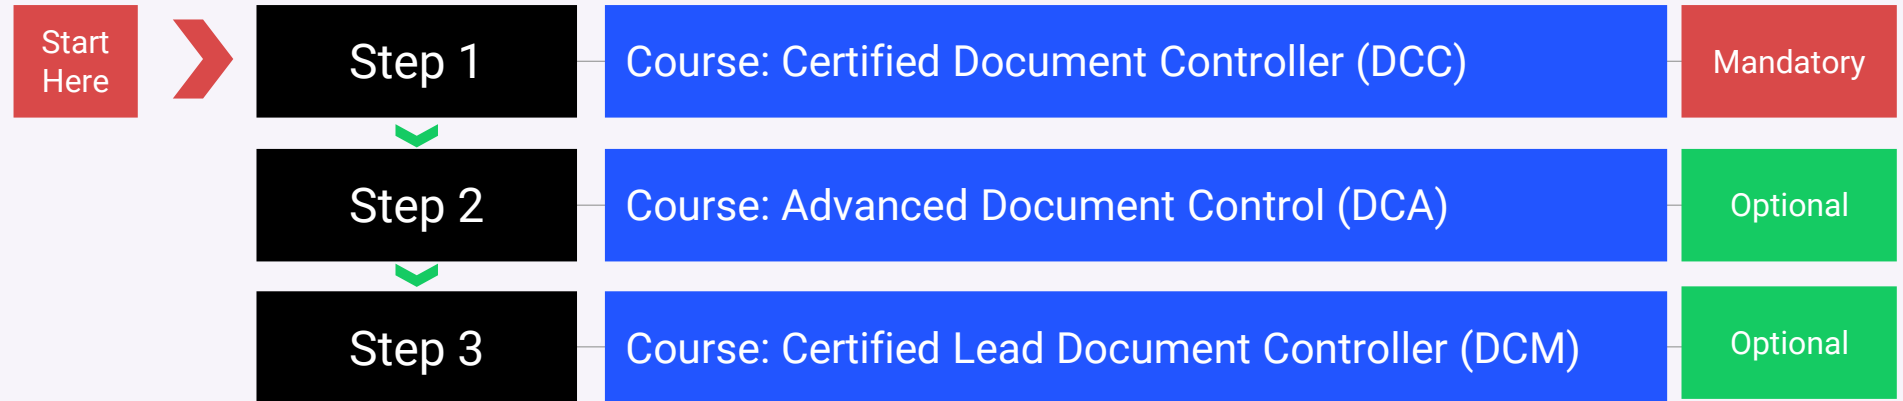 Start
Here
Step 1
Course: Certified Document Controller (DCC)
Mandatory
Step 2
Course: Advanced Document Control (DCA)
Optional
Step 3
Course: Certified Lead Document Controller (DCM)
Optional